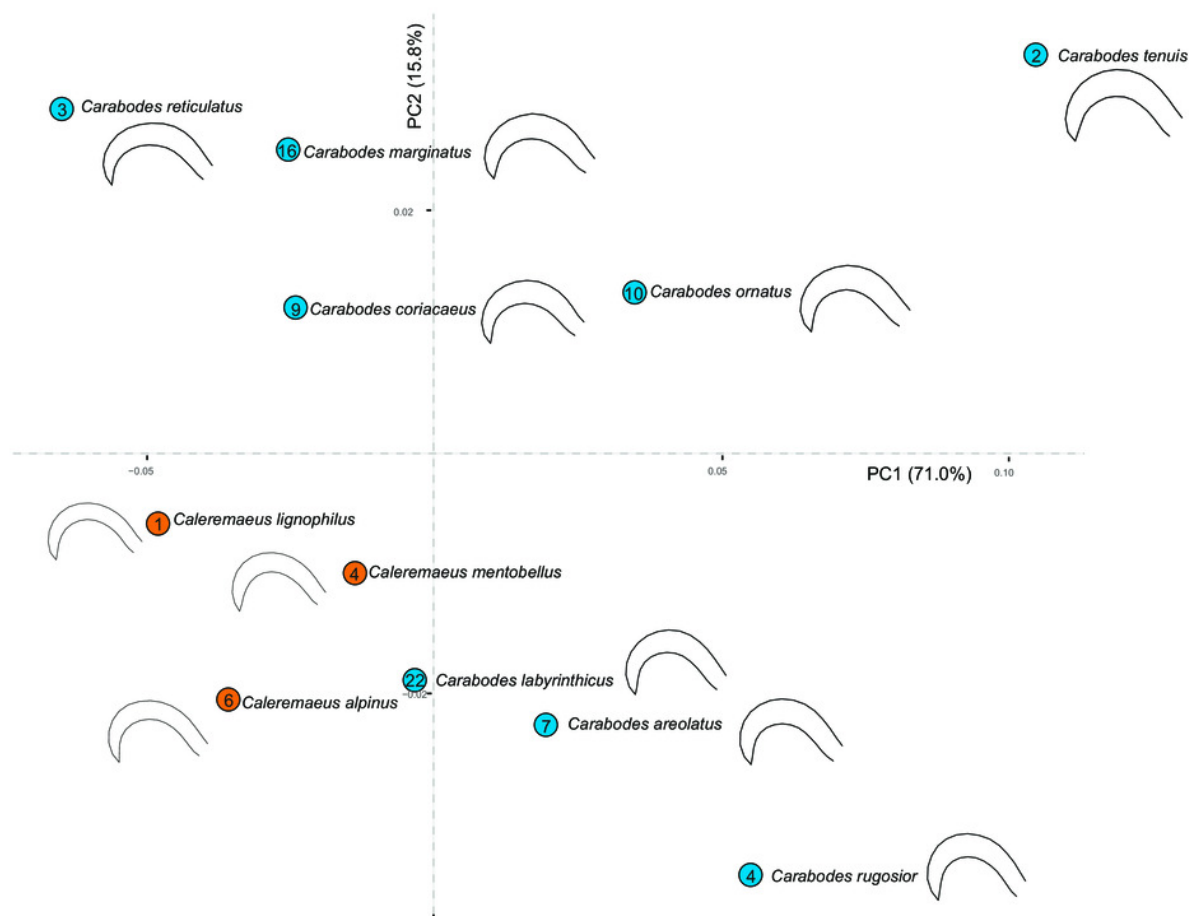 PC2 (15.8%)
2 Carabodes tenuis
3 Carabodes reticulatus
16 Carabodes marginatus
0.02
10 Carabodes ornatus
9 Carabodes coriacaeus
−0.05
0.05
0.10
PC1 (71.0%)
1 Caleremaeus lignophilus
4 Caleremaeus mentobellus
22 Carabodes labyrinthicus
−0.02
6 Caleremaeus alpinus
7 Carabodes areolatus
4 Carabodes rugosior